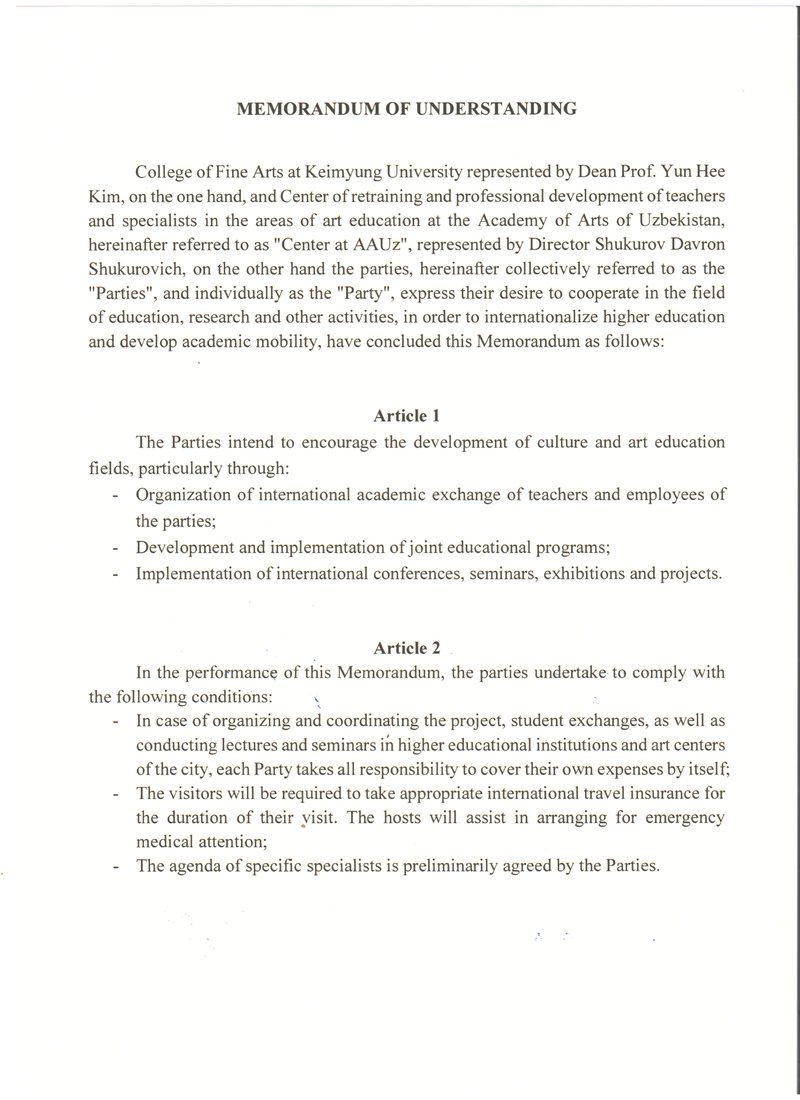 MEMORANDUM OF UNDERSTANDING
College of Fine Arts at Keimyung University represented by Dean Prof. Yun Hee
Kim, on the one hand, and Center of retraining and professional development of teachers
and specialists in the areas of art education at the Academy of Arts of Uzbekistan,
hereinafter referred to as "Center at AAUz", represented by Director Shukurov Davron
Shukurovich, on the other hand the parties, hereinafter collectively referred to as the
"Parties", and individually as the "Party", express their desire to cooperate in the field
of education, research and other activities, in order to internationalize higher education
and develop academic mobility, have concluded this Memorandum as follows:
Article 1
The Parties intend to encourage the development of culture and art education
fields, particularly through:
- Organization of international academic exchange of teachers and employees of
the parties;
- Development and implementation of joint educational programs;
- Implementation of international conferences, seminars, exhibitions and projects.
Article 2
In the performance of this Memorandum, the parties undertake to comply with
the following conditions:
- In case of organizing and coordinating the project, student exchanges, as well as
conducting lectures and seminars in higher educational institutions and art centers
of the city, each Party takes all responsibility to cover their own expenses by itself;
- The visitors will be required to take appropriate international travel insurance for
the duration of their visit. The hosts will assist in arranging for emergency
medical attention;
- The agenda of specific specialists is preliminarily agreed by the Parties.